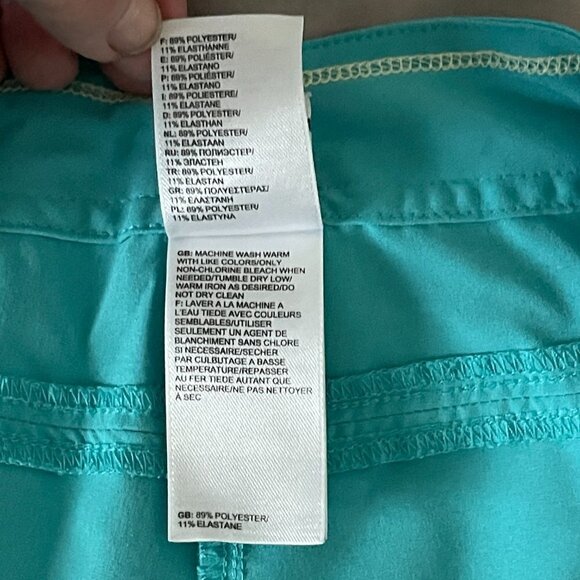 F: 89% POLYESTER/
11% ELASTHANNE
E: 89% POLIÉSTER/
11% ELASTANO
P: 89% POLIÉSTER/
11% ELASTANO
I: 89% POLIESTERE/
11% ELASTANE
D: 89% POLYESTER/
11% ELASTHAN
NL: 89% POLYESTER/
11% ELASTAAN
RU: 89% ПОЛИЭСТЕР/
11% ЭЛАСТЕН
TR: 89% POLYESTER/
11% ELASTAN
GR: 89% ΠΟΛΥΕΣΤΕΡΑΣ/
11% ΕΛΑΣΤΑΝΗ
PL: 89% POLYESTER/
11% ELASTYNA
GB: MACHINE WASH WARM
WITH LIKE COLORS/ONLY
NON-CHLORINE BLEACH WHEN
NEEDED/TUMBLE DRY LOW/
WARM IRON AS DESIRED/DO
NOT DRY CLEAN
F: LAVER A LA MACHINE A
L'EAU TIEDE AVEC COULEURS
SEMBLABLES/UTILISER
SEULEMENT UN AGENT DE
BLANCHIMENT SANS CHLORE
SI NECESSAIRE/SECHER
PAR CULBUTAGE A BASSE
TEMPERATURE/REPASSER
AU FER TIEDE AUTANT QUE
NECESSAIRE/NE PAS NETTOYER
À SEC
GB: 89% POLYESTER/
11% ELASTANE